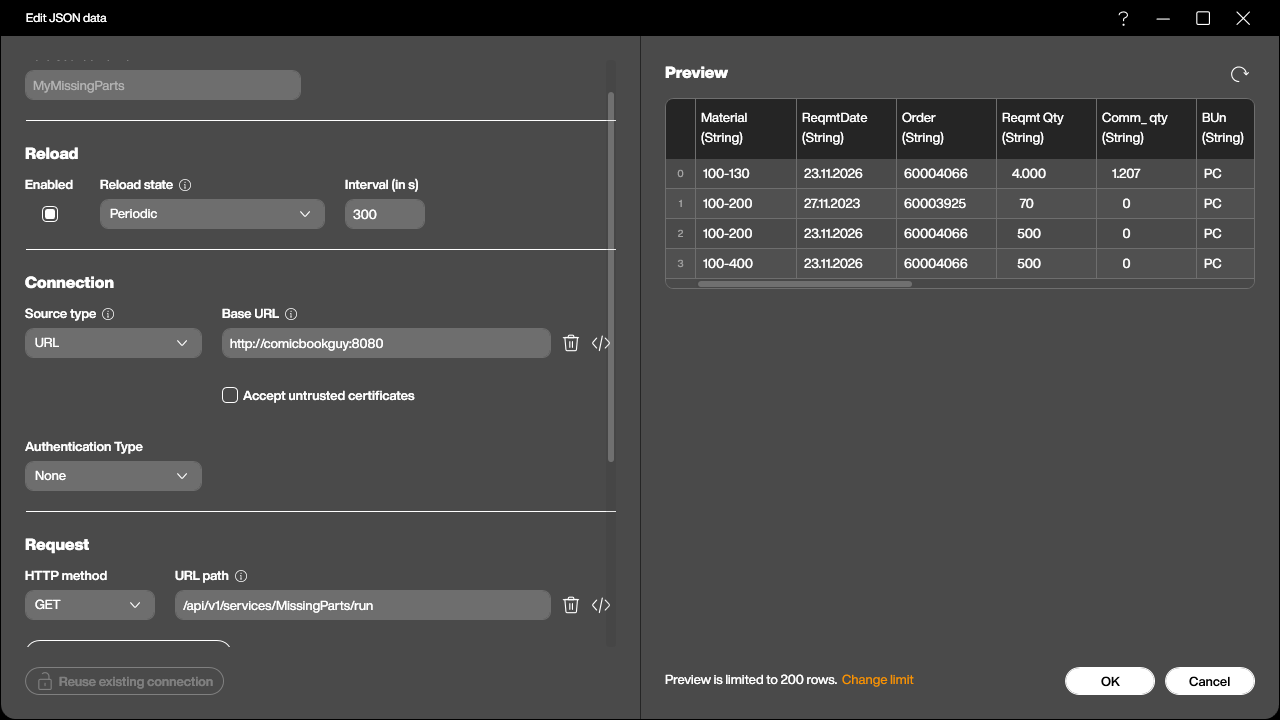 Edit JSON data
MyMissingParts
Reload
Enabled Reload state Interval (in s)
Periodic 300
Connection
Source type Base URL
URL http://comicbookguy:8080
Accept untrusted certificates
Authentication Type
None
Request
HTTP method URL path
GET /api/v1/services/MissingParts/run
Reuse existing connection
Preview
Material ReqmtDate Order Reqmt Qty Comm_ qty BUn
(String) (String) (String) (String) (String) (String)
0 100-130 23.11.2026 60004066 4.000 1.207 PC
1 100-200 27.11.2023 60003925 70 0 PC
2 100-200 23.11.2026 60004066 500 0 PC
3 100-400 23.11.2026 60004066 500 0 PC
Preview is limited to 200 rows. Change limit
OK Cancel